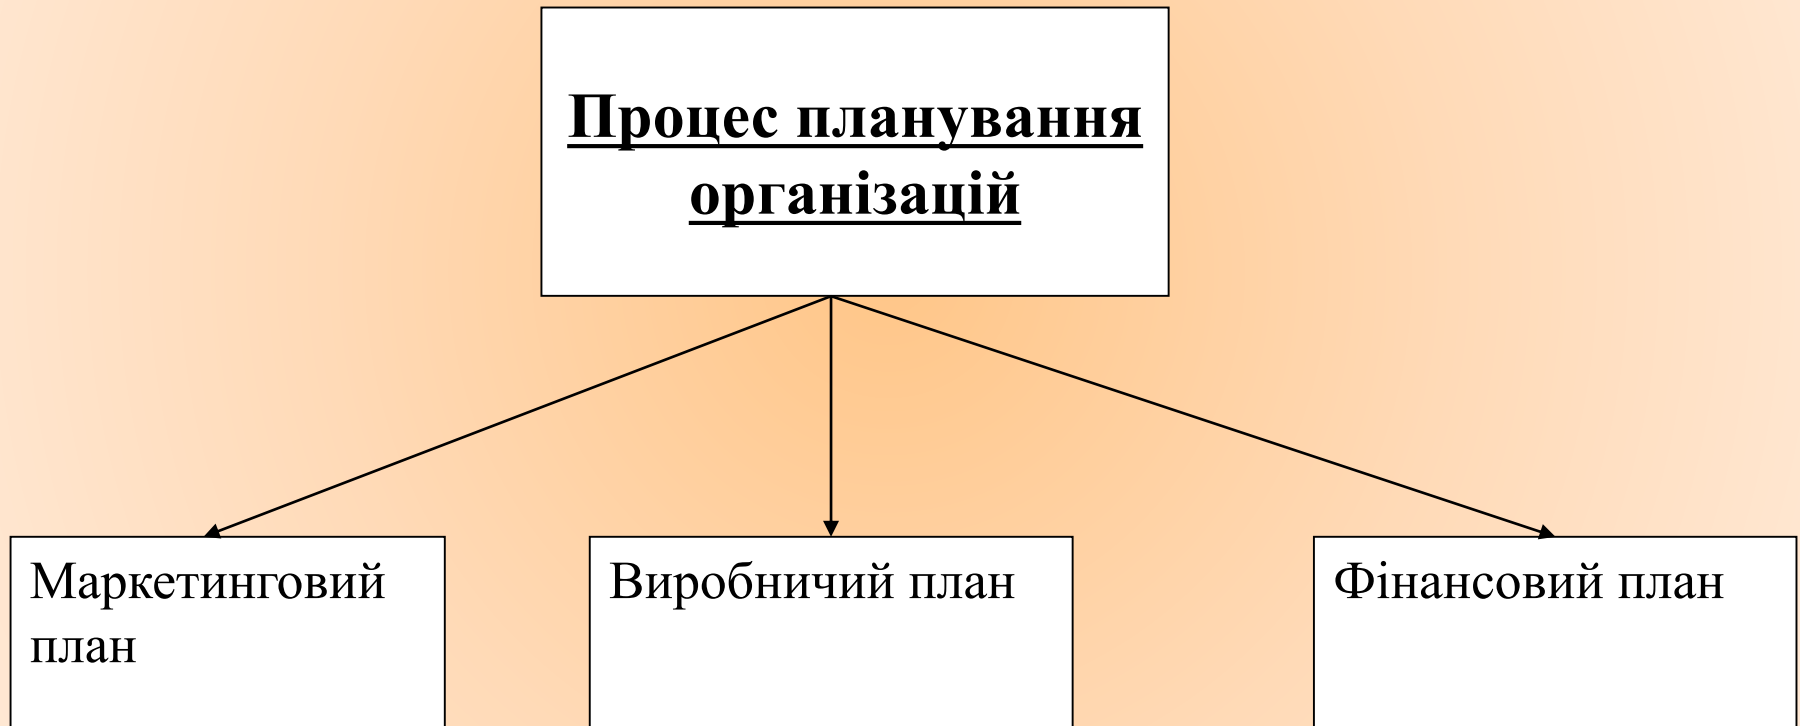 Процес планування
організацій
Маркетинговий
план
Виробничий план
Фінансовий план